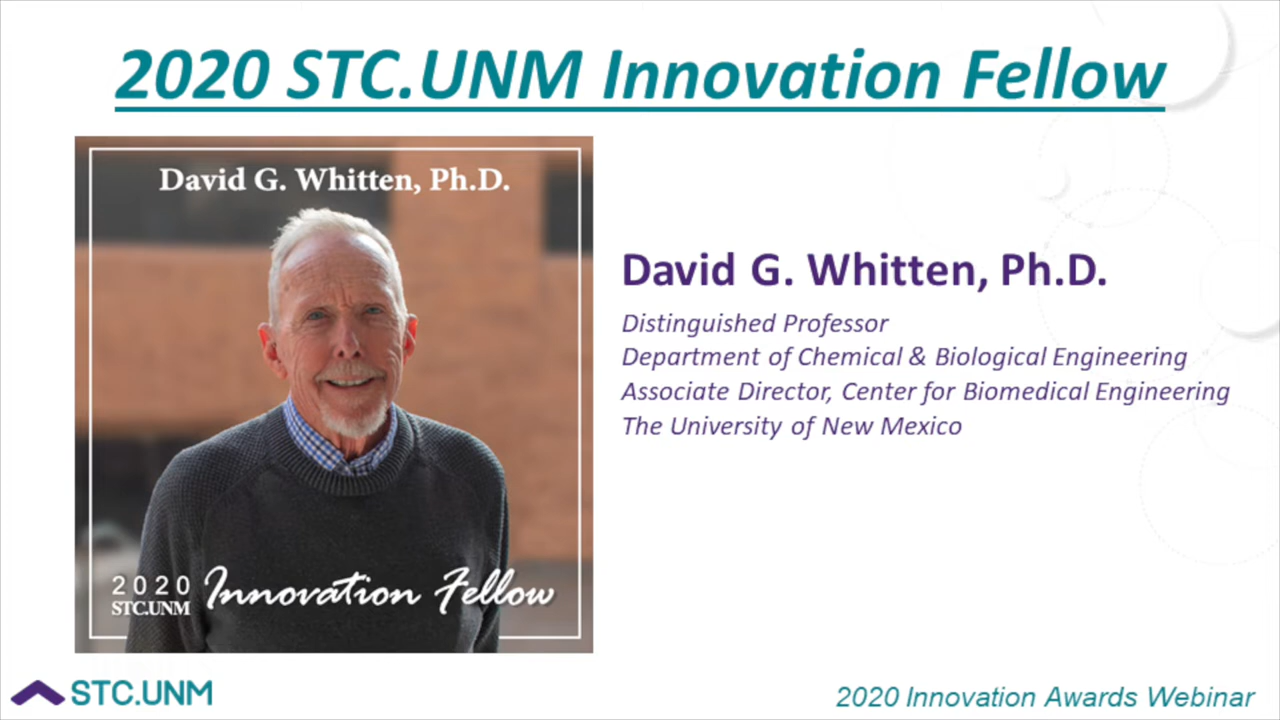 2020 STC.UNM Innovation Fellow
David G. Whitten, Ph.D.
2020
STC.UNM
Innovation Fellow
David G. Whitten, Ph.D.
Distinguished Professor
Department of Chemical & Biological Engineering
Associate Director, Center for Biomedical Engineering
The University of New Mexico
STC.UNM
2020 Innovation Awards Webinar